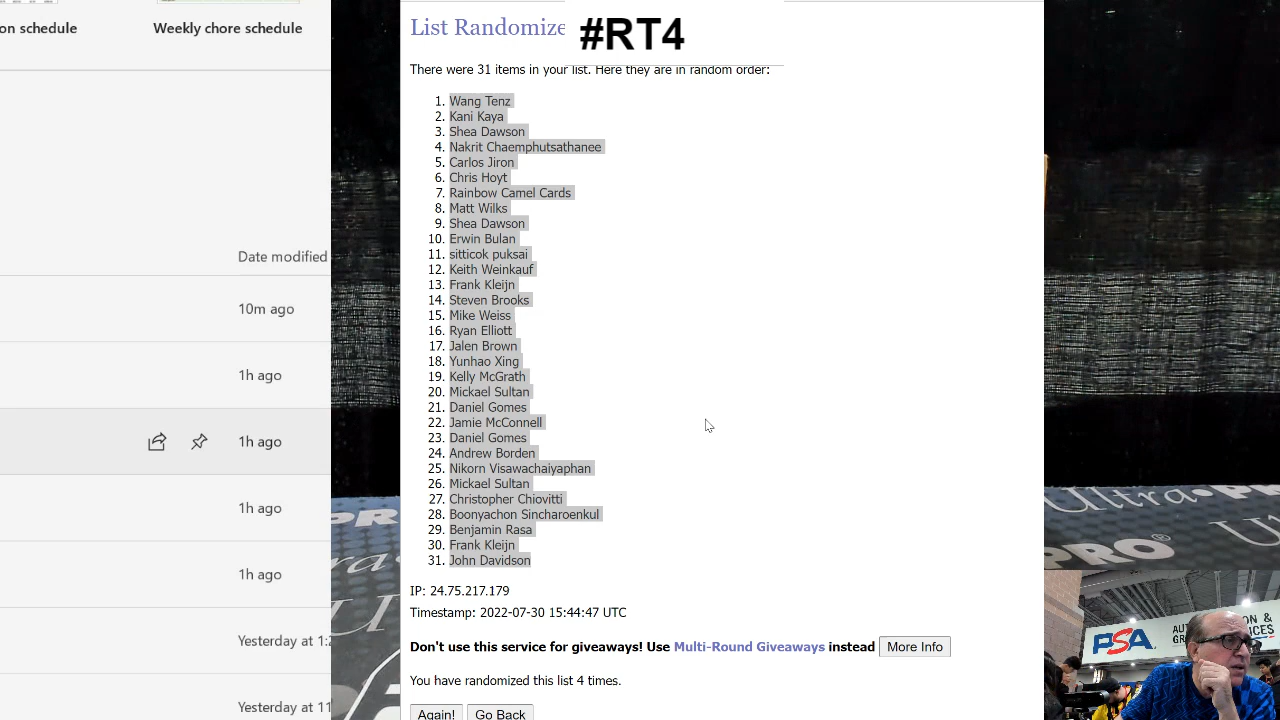 on schedule
Weekly chore schedule
Date modified
10m ago
1h ago
1h ago
1h ago
1h ago
Yesterday at 1:
Yesterday at 11
List Randomize
#RT4
There were 31 items in your list. Here they are in random order:
1. Wang Tenz
2. Kani Kaya
3. Shea Dawson
4. Nakrit Chaemphutsathanee
5. Carlos Jiron
6. Chris Hoyt
7. Rainbow Camel Cards
8. Matt Wilks
9. Shea Dawson
10. Erwin Bulan
11. sitticok puksai
12. Keith Weinkauf
13. Frank Kleijn
14. Steven Brooks
15. Mike Weiss
16. Ryan Elliott
17. Jalen Brown
18. Yunhao Xing
19. Kelly McGrath
20. Mickael Sultan
21. Daniel Gomes
22. Jamie McConnell
23. Daniel Gomes
24. Andrew Borden
25. Nikorn Visawachaiyaphan
26. Mickael Sultan
27. Christopher Chiovitti
28. Boonyachon Sincharoenkul
29. Benjamin Rasa
30. Frank Kleijn
31. John Davidson
IP: 24.75.217.179
Timestamp: 2022-07-30 15:44:47 UTC
Don't use this service for giveaways! Use Multi-Round Giveaways instead More Info
You have randomized this list 4 times.
Again! Go Back
Ultra
PRO
PSA